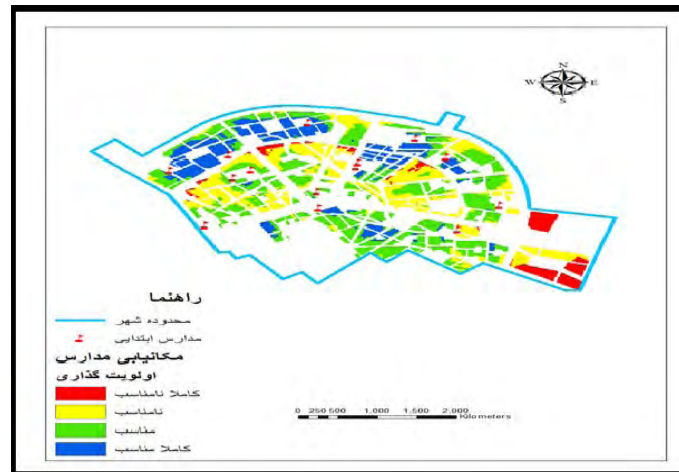 N
W E
S
راهنما
محدوده شهر
مدارس ابتدایی
مکانیابی مدارس
اولویت گذاری
کاملا نامناسب
نامناسب
مناسب
کاملا مناسب
0 250 500 1,000 1,500 2,000
Kilometers